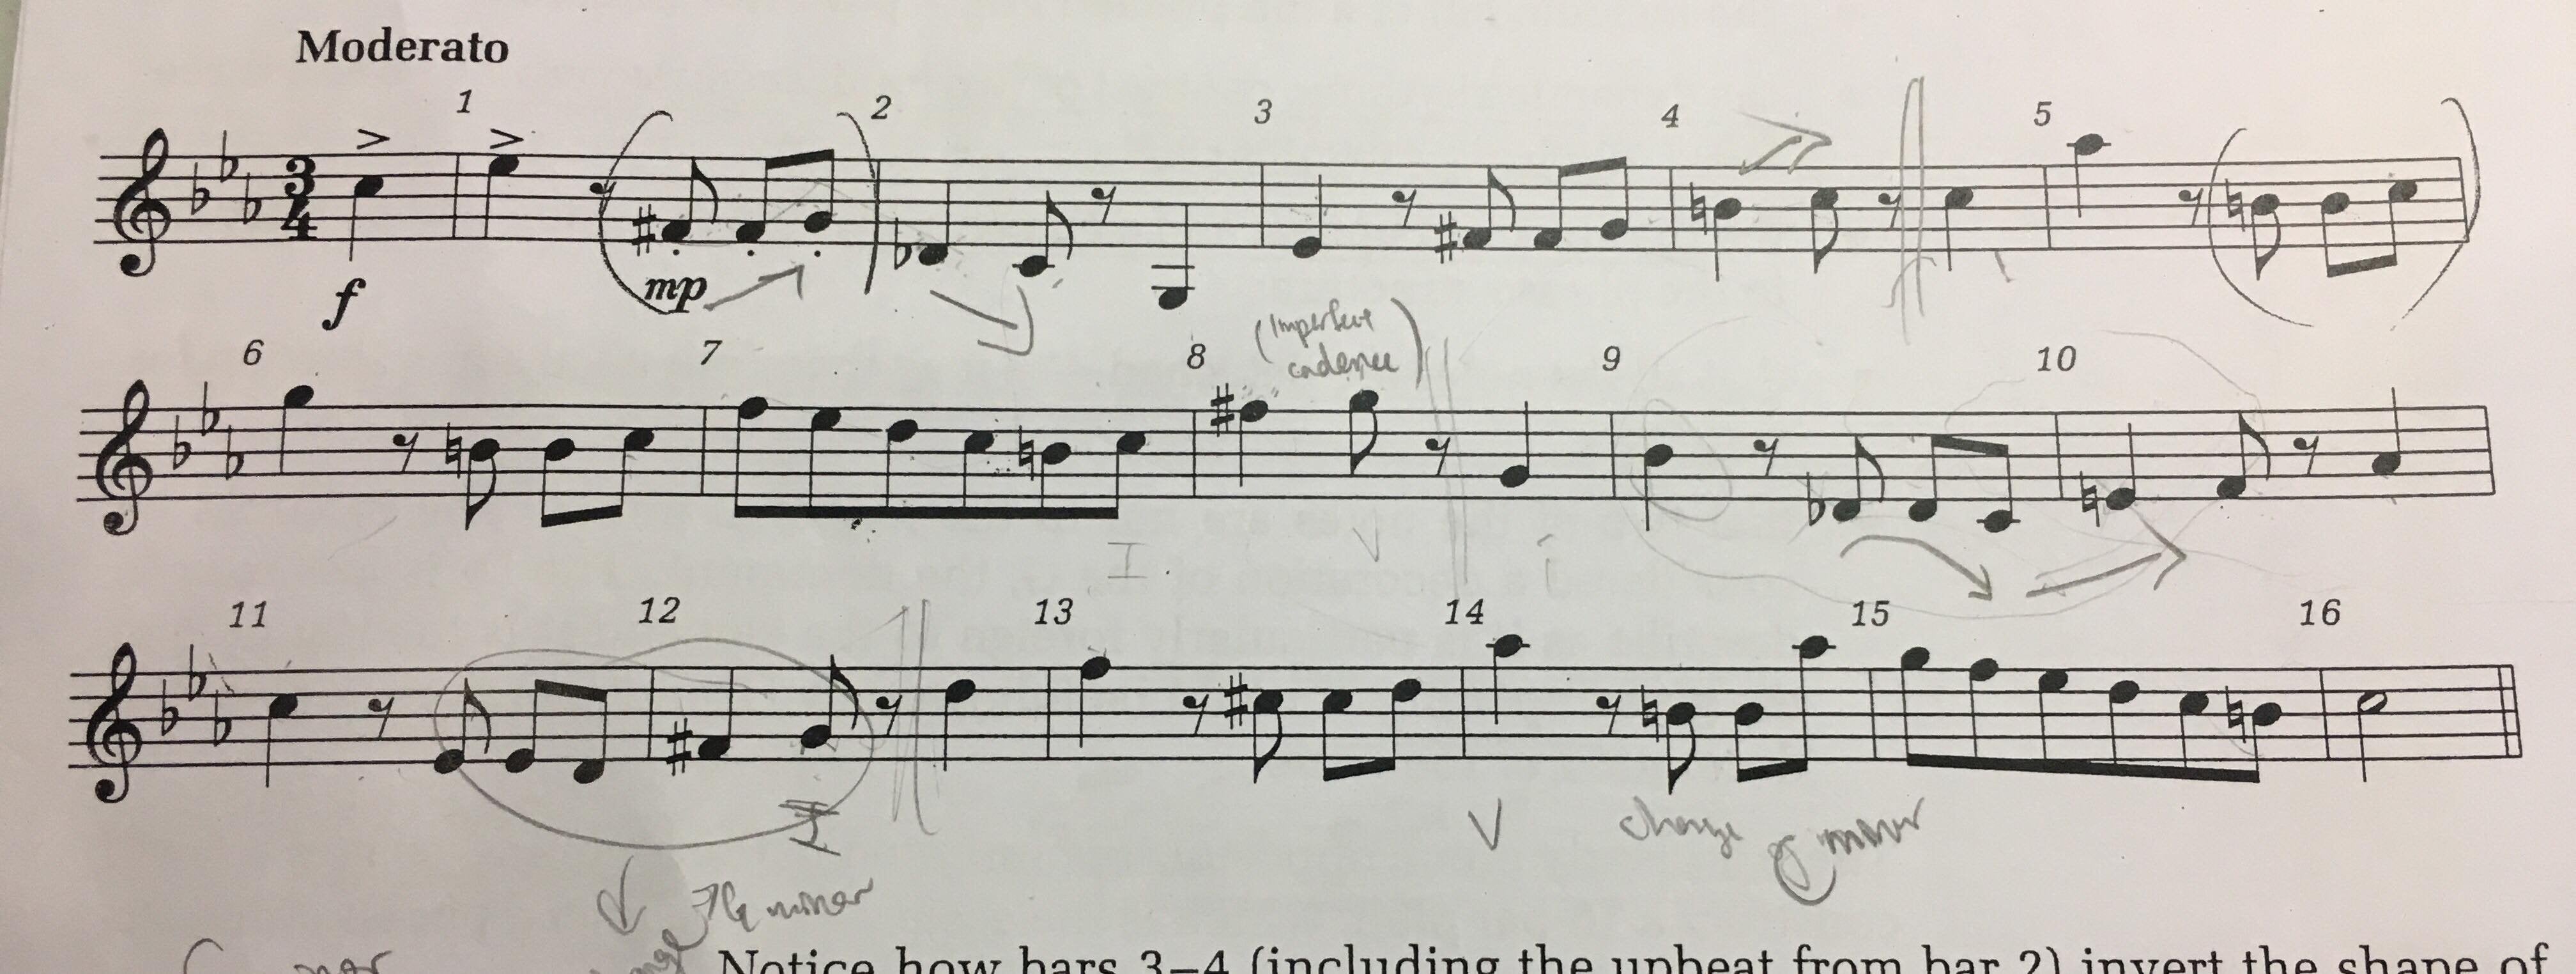 Moderato
1 2 3 4 5
3
4
f mp
(Imperfect
cadence)
6 7 8 9 10
I V i
11 12 13 14 15 16
V change minor
G minor
Notice how bars 3–4 (including the upbeat from bar 2) invert the shape of